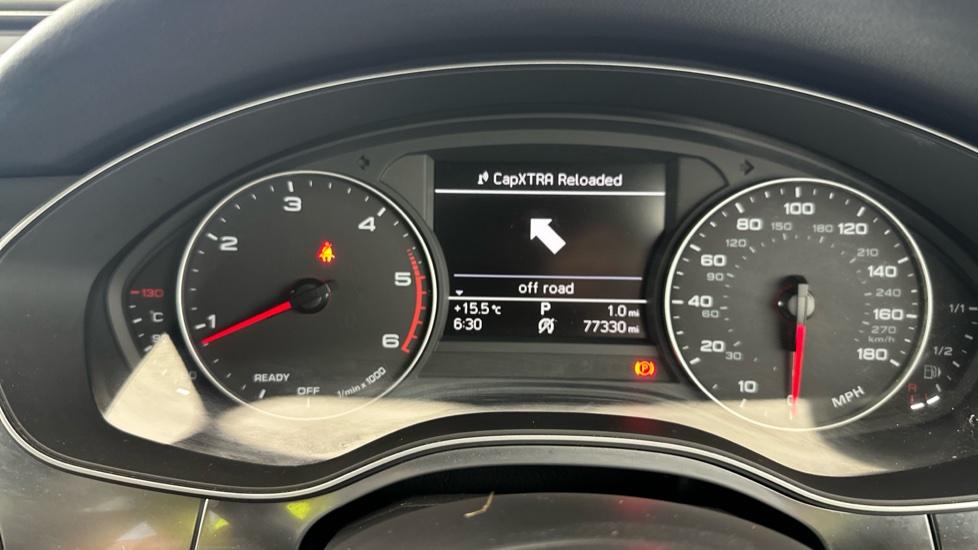 CapXTRA Reloaded
off road
+15.5°C P 1.0 mi
6:30 77330 mi
1 2 3 4 5 6
READY OFF 1/min x 1000
130
°C
0 10 20 40 60 80 100 120 140 160 180
30 60 90 120 150 180 210 240 270
km/h
MPH
P
1/1
1/2
R